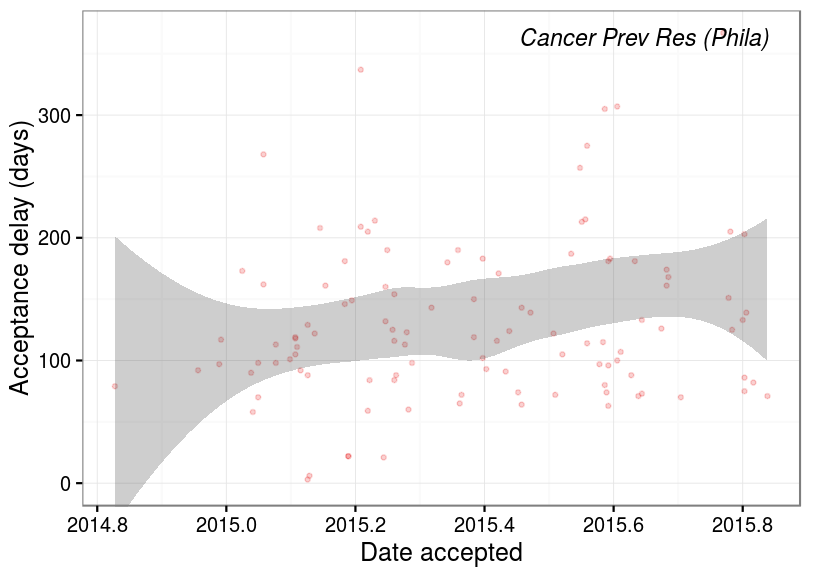 Cancer Prev Res (Phila)
Acceptance delay (days)
300
200
100
0
2014.8 2015.0 2015.2 2015.4 2015.6 2015.8
Date accepted